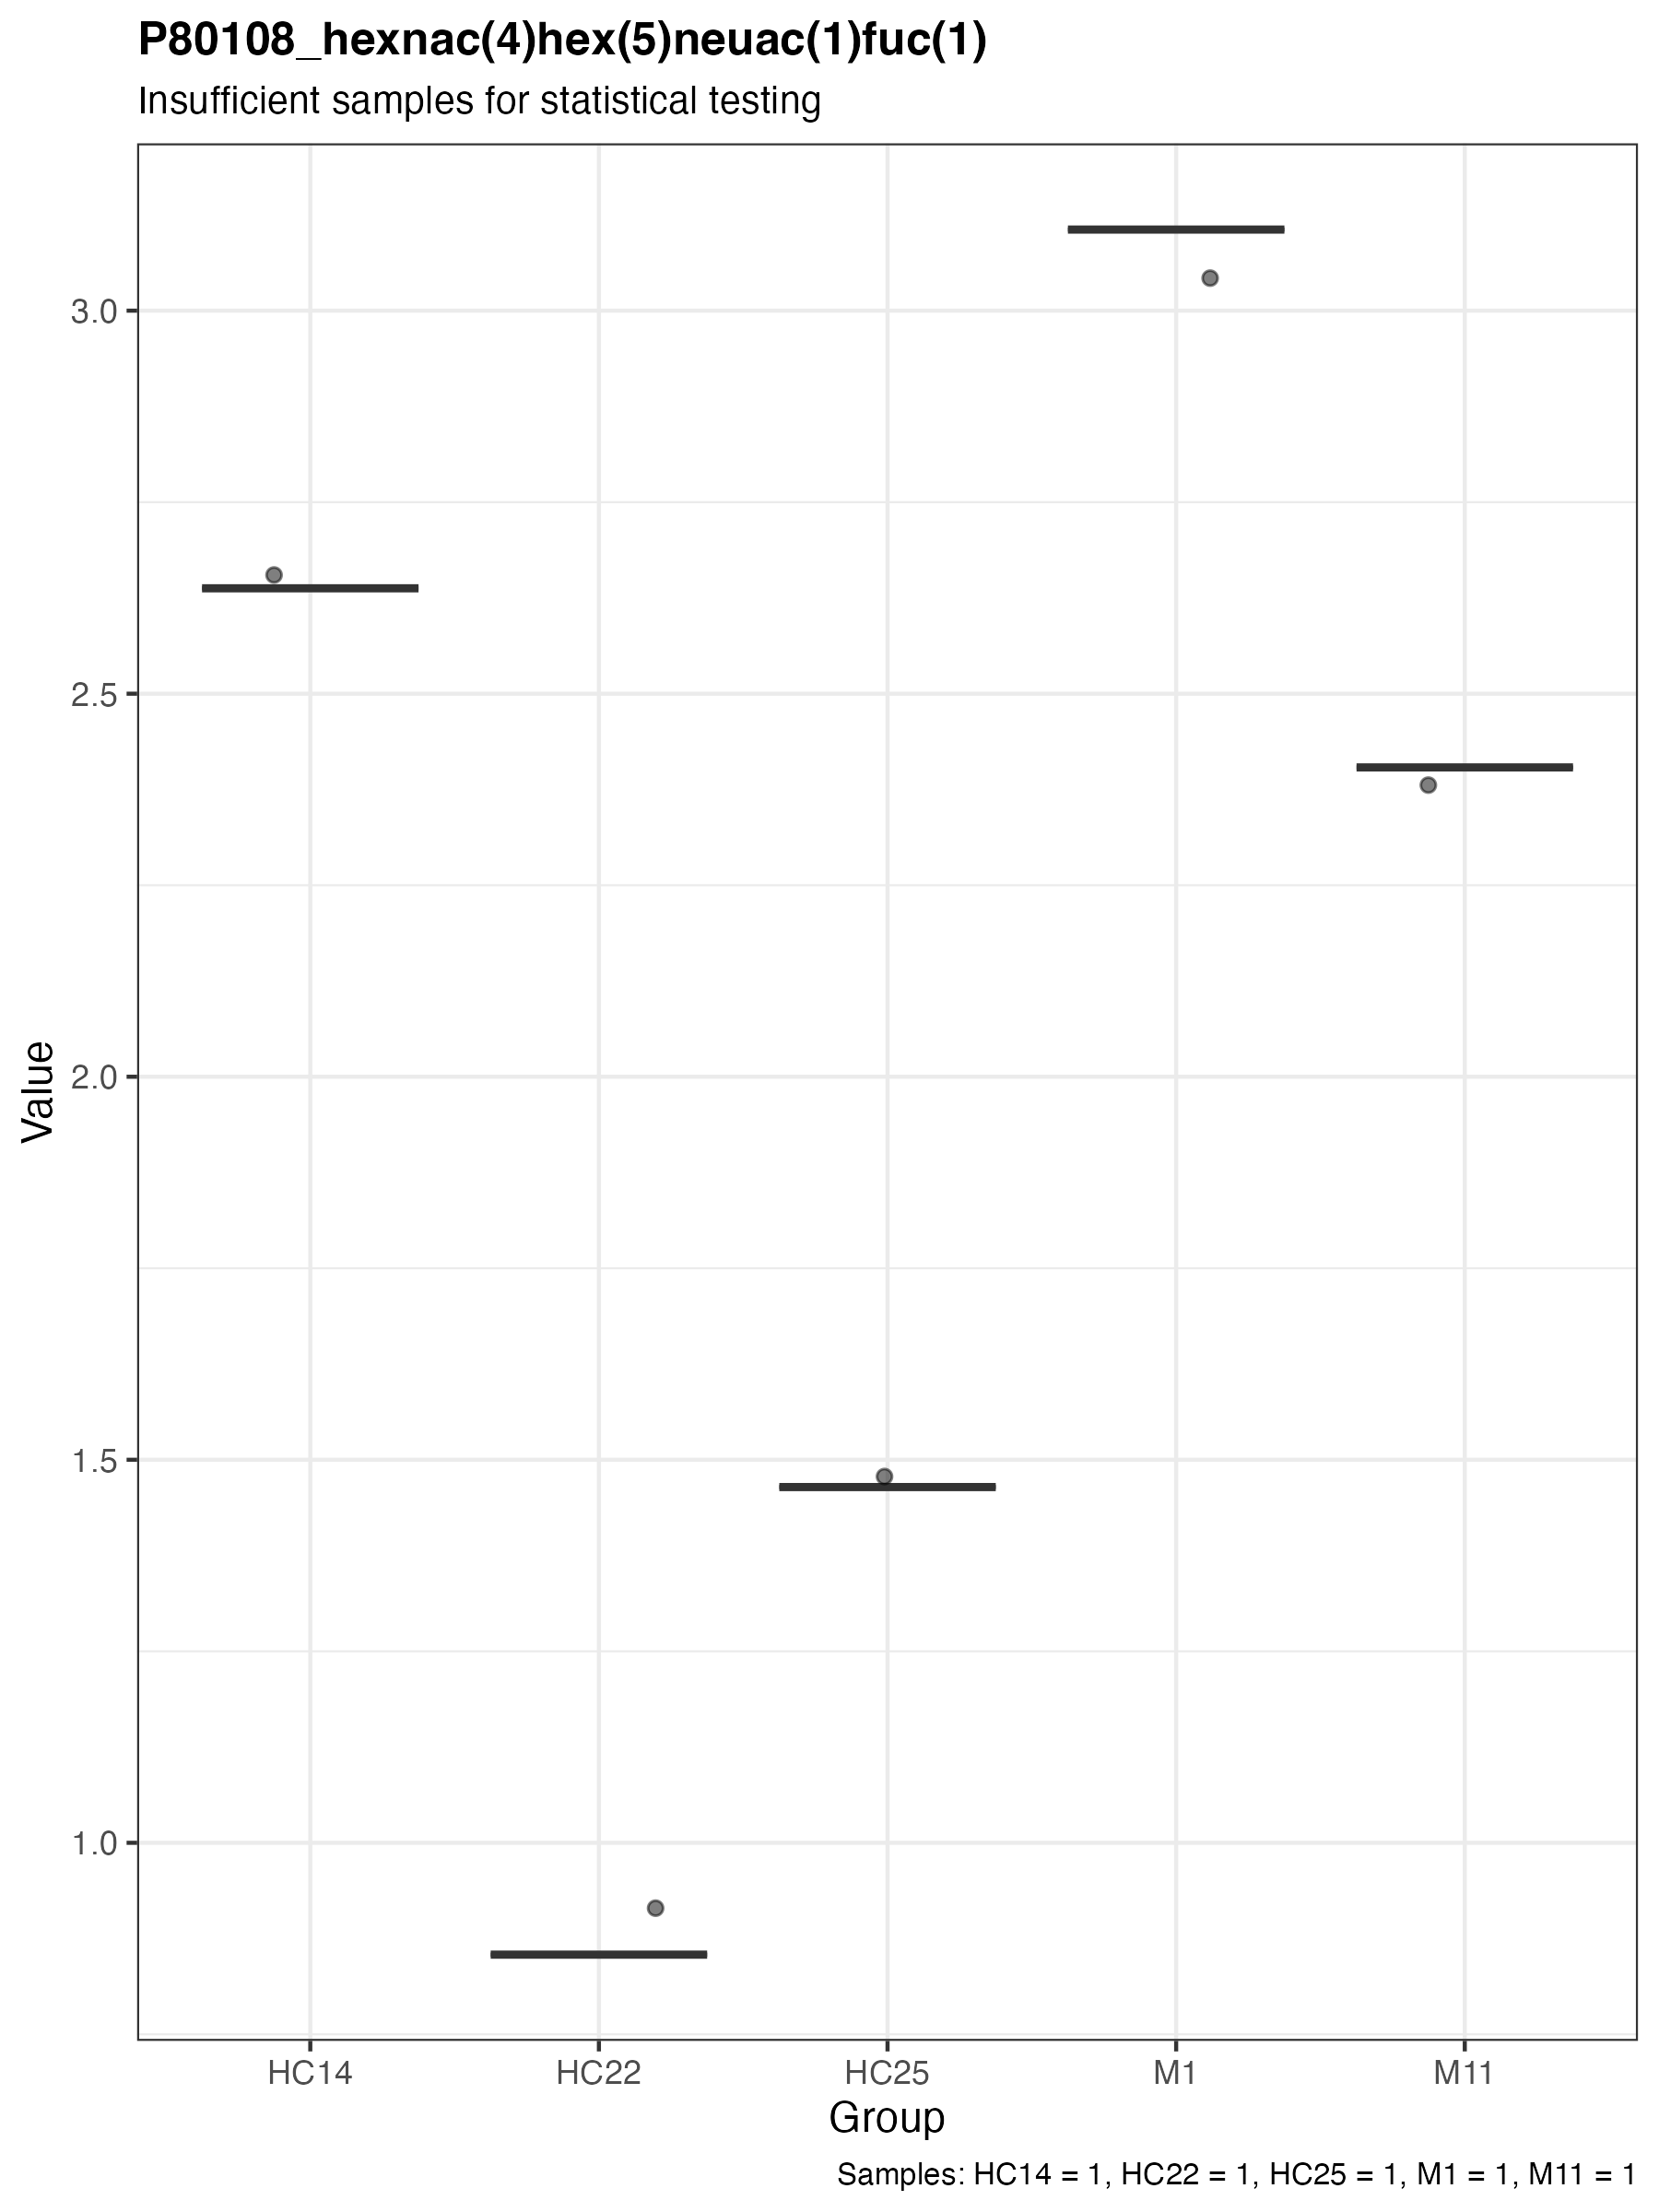 P80108_hexnac(4)hex(5)neuac(1)fuc(1)
Insufficient samples for statistical testing
Value
3.0
2.5
2.0
1.5
1.0
HC14 HC22 HC25 M1 M11
Group
Samples: HC14 = 1, HC22 = 1, HC25 = 1, M1 = 1, M11 = 1